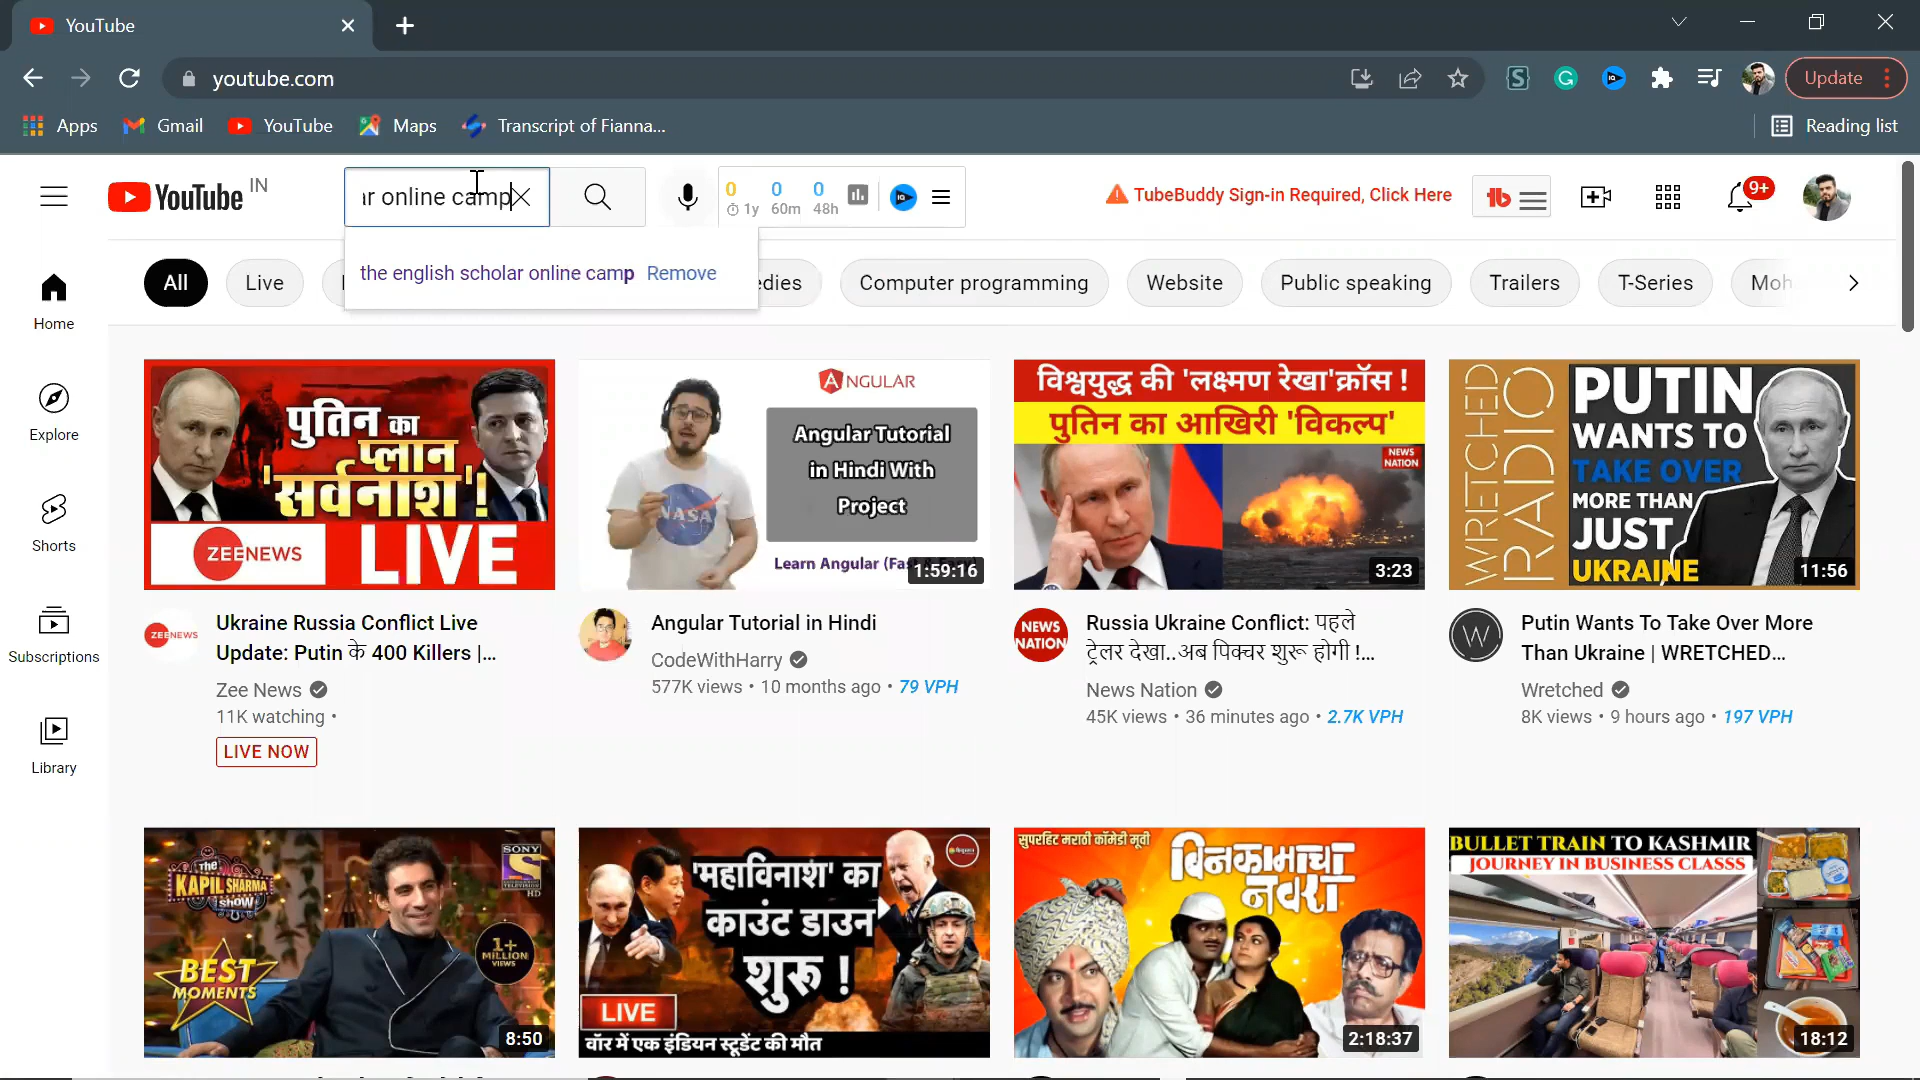 YouTube
youtube.com
Update
Apps
Gmail
YouTube
Maps
Transcript of Fianna...
Reading list
YouTube IN
ar online camp
0 0 0
1y 60m 48h
TubeBuddy Sign-in Required, Click Here
9+
the english scholar online camp Remove
All
Live
edies
Computer programming
Website
Public speaking
Trailers
T-Series
Moh
Home
Explore
Shorts
Subscriptions
Library
पुतिन का
प्लान
'सर्वनाश'!
ZEE NEWS
LIVE
Ukraine Russia Conflict Live
Update: Putin के 400 Killers |...
Zee News
11K watching •
LIVE NOW
ANGULAR
Angular Tutorial
in Hindi With
Project
NASA
Learn Angular (Fas
1:59:16
Angular Tutorial in Hindi
CodeWithHarry
577K views • 10 months ago • 79 VPH
विश्वयुद्ध की 'लक्ष्मण रेखा'क्रॉस !
पुतिन का आखिरी 'विकल्प'
NEWS
NATION
3:23
NEWS
NATION
Russia Ukraine Conflict: पहले
ट्रेलर देखा..अब पिक्चर शुरू होगी !...
News Nation
45K views • 36 minutes ago • 2.7K VPH
WRETCHED
RADIO
PUTIN
WANTS TO
TAKE OVER
MORE THAN
JUST
UKRAINE
11:56
W
Putin Wants To Take Over More
Than Ukraine | WRETCHED...
Wretched
8K views • 9 hours ago • 197 VPH
The
KAPIL SHARMA
SHOW
SONY
HD
1+
MILLION
VIEWS
BEST
MOMENTS
8:50
'महाविनाश' का
काउंट डाउन
शुरू !
LIVE
वॉर में एक इंडियन स्टूडेंट की मौत
सुपरहिट मराठी कॉमेडी मूवी
बिनकामाचा
नवरा
2:18:37
BULLET TRAIN TO KASHMIR
JOURNEY IN BUSINESS CLASSS
18:12